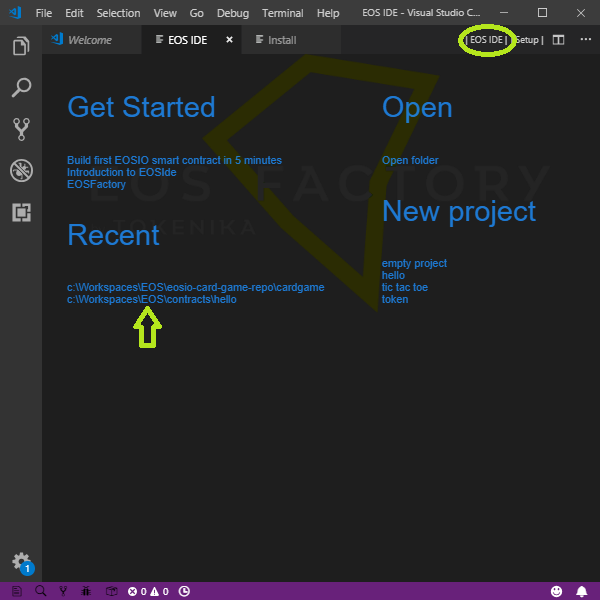 File Edit Selection View Go Debug Terminal Help EOS IDE - Visual Studio C...
Welcome EOS IDE Install | EOS IDE | Setup |
Get Started
Build first EOSIO smart contract in 5 minutes
Introduction to EOSIde
EOSFactory
Recent
c:\Workspaces\EOS\eosio-card-game-repo\cardgame
c:\Workspaces\EOS\contracts\hello
Open
Open folder
New project
empty project
hello
tic tac toe
token
EOS FACTORY
TOKENIKA
1
0 0